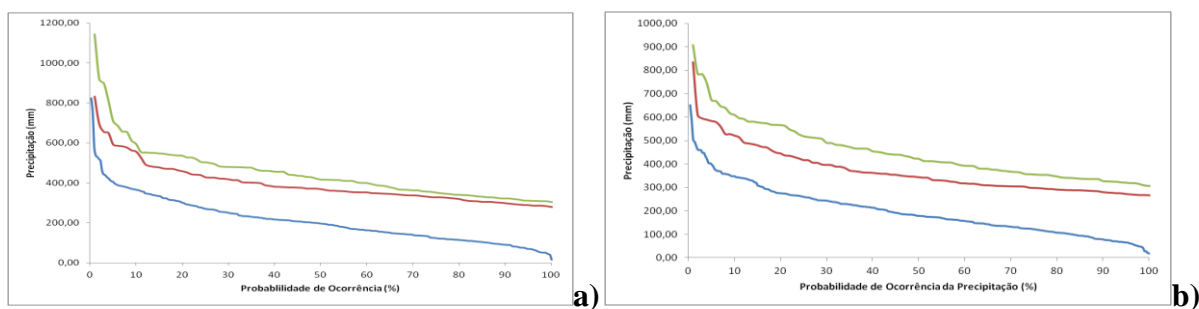 1200,00
1000,00
800,00
600,00
400,00
200,00
0,00
Precipitação (mm)
0 10 20 30 40 50 60 70 80 90 100
Probablilidade de Ocorrência (%)
a)
1000,00
900,00
800,00
700,00
600,00
500,00
400,00
300,00
200,00
100,00
0,00
Precipitação (mm)
0 10 20 30 40 50 60 70 80 90 100
Probabilidade de Ocorrência da Precipitação (%)
b)